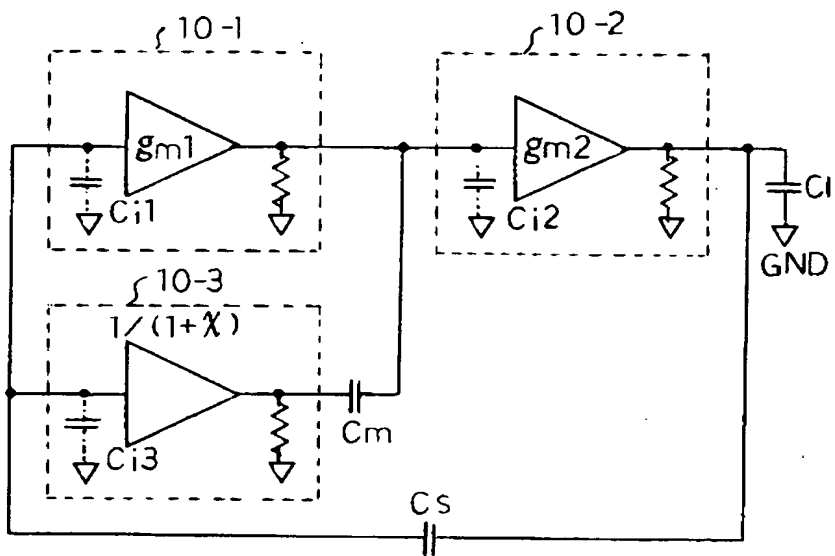 10-1
10-2
gm1
gm2
Ci1
Ci2
Cl
GND
10-3
1/(1+χ)
Ci3
Cm
Cs